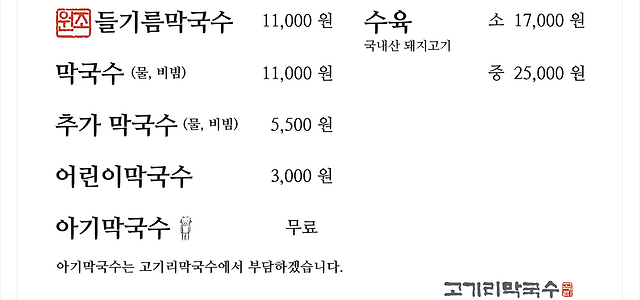 원조 들기름막국수 11,000 원
막국수 (물, 비빔) 11,000 원
추가 막국수 (물, 비빔) 5,500 원
어린이막국수 3,000 원
아기막국수 무료
아기막국수는 고기리막국수에서 부담하겠습니다.
수육 소 17,000 원
국내산 돼지고기
중 25,000 원
고기리막국수